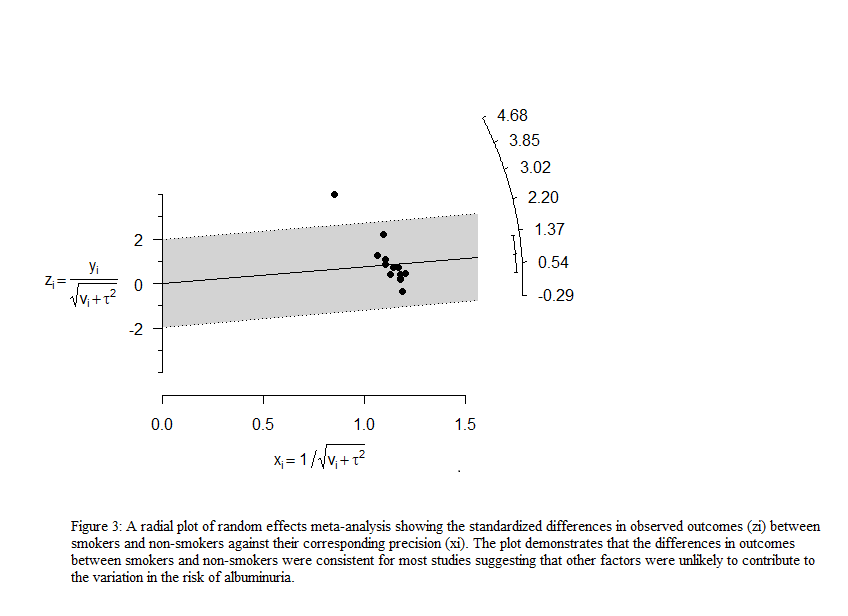 4.68
3.85
3.02
2.20
1.37
0.54
-0.29
2
0
-2
zᵢ = yᵢ / √vᵢ + τ²
0.0 0.5 1.0 1.5
xᵢ = 1/√vᵢ + τ²
Figure 3: A radial plot of random effects meta-analysis showing the standardized differences in observed outcomes (zi) between
smokers and non-smokers against their corresponding precision (xi). The plot demonstrates that the differences in outcomes
between smokers and non-smokers were consistent for most studies suggesting that other factors were unlikely to contribute to
the variation in the risk of albuminuria.